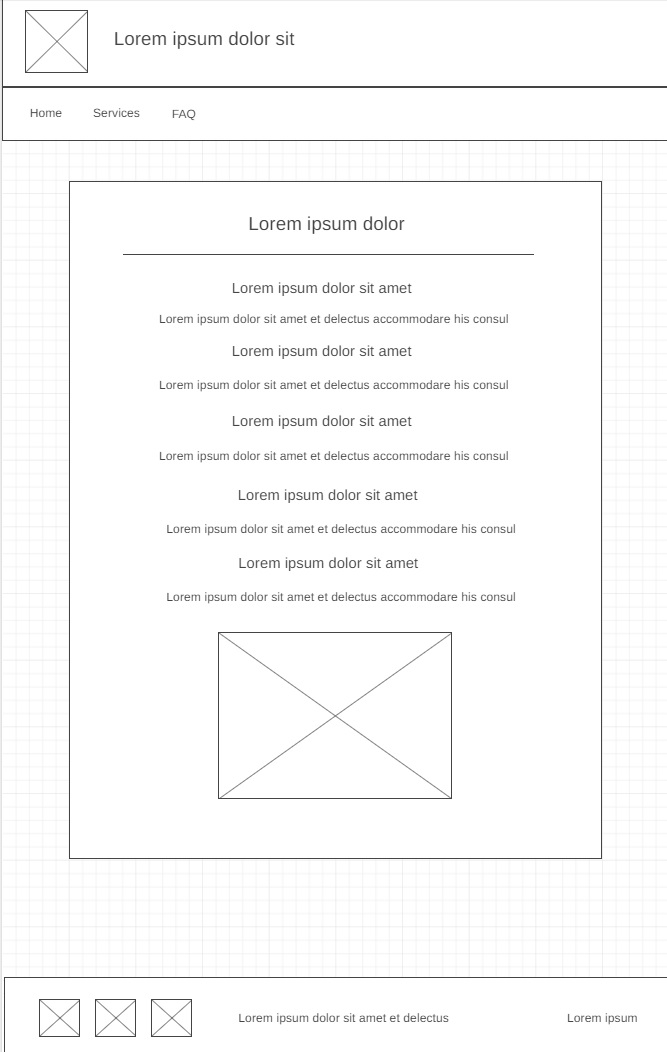 Lorem ipsum dolor sit
Home Services FAQ
Lorem ipsum dolor
Lorem ipsum dolor sit amet
Lorem ipsum dolor sit amet et delectus accommodare his consul
Lorem ipsum dolor sit amet
Lorem ipsum dolor sit amet et delectus accommodare his consul
Lorem ipsum dolor sit amet
Lorem ipsum dolor sit amet et delectus accommodare his consul
Lorem ipsum dolor sit amet
Lorem ipsum dolor sit amet et delectus accommodare his consul
Lorem ipsum dolor sit amet
Lorem ipsum dolor sit amet et delectus accommodare his consul
Lorem ipsum dolor sit amet et delectus Lorem ipsum